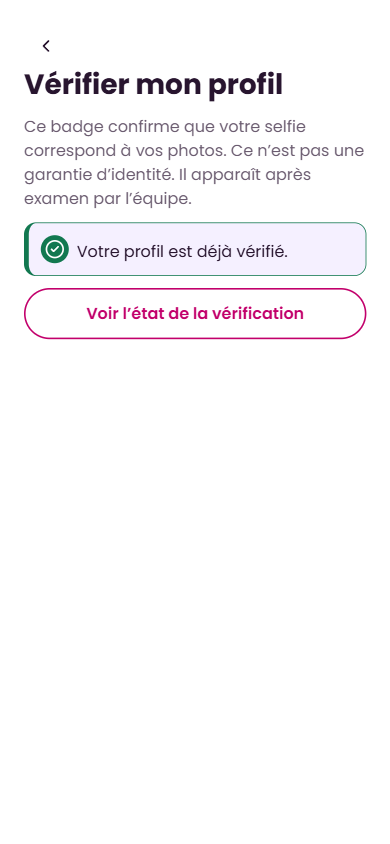 Vérifier mon profil
Ce badge confirme que votre selfie
correspond à vos photos. Ce n’est pas une
garantie d’identité. Il apparaît après
examen par l’équipe.
Votre profil est déjà vérifié.
Voir l’état de la vérification